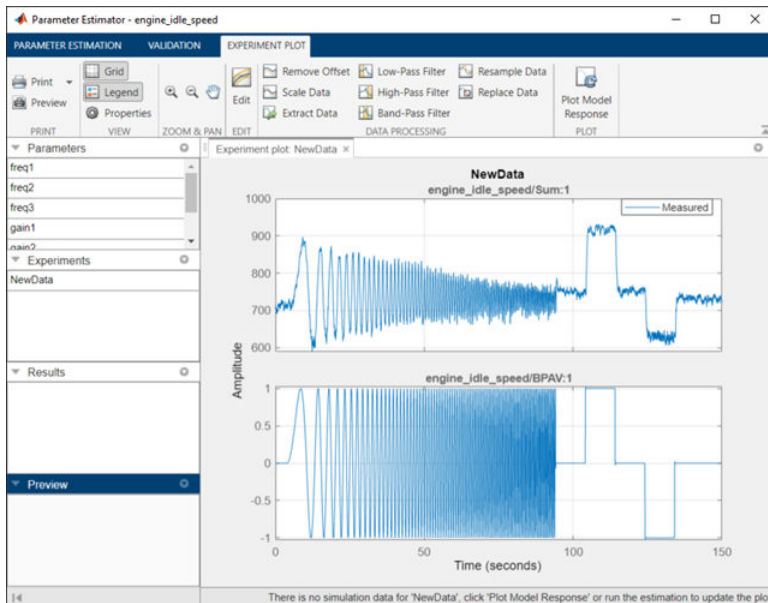 Parameter Estimator - engine_idle_speed
PARAMETER ESTIMATION VALIDATION EXPERIMENT PLOT
Print
Preview
PRINT
Grid
Legend
Properties
VIEW
ZOOM & PAN
Edit
EDIT
Remove Offset Low-Pass Filter Resample Data
Scale Data High-Pass Filter Replace Data
Extract Data Band-Pass Filter
DATA PROCESSING
Plot Model
Response
PLOT
Parameters
freq1
freq2
freq3
gain1
gain2
Experiments
NewData
Results
Preview
Experiment plot: NewData
NewData
engine_idle_speed/Sum:1
Measured
1000
900
800
700
600
Amplitude
engine_idle_speed/BPAV:1
1
0.5
0
-0.5
-1
0 50 100 150
Time (seconds)
There is no simulation data for 'NewData', click 'Plot Model Response' or run the estimation to update the plo